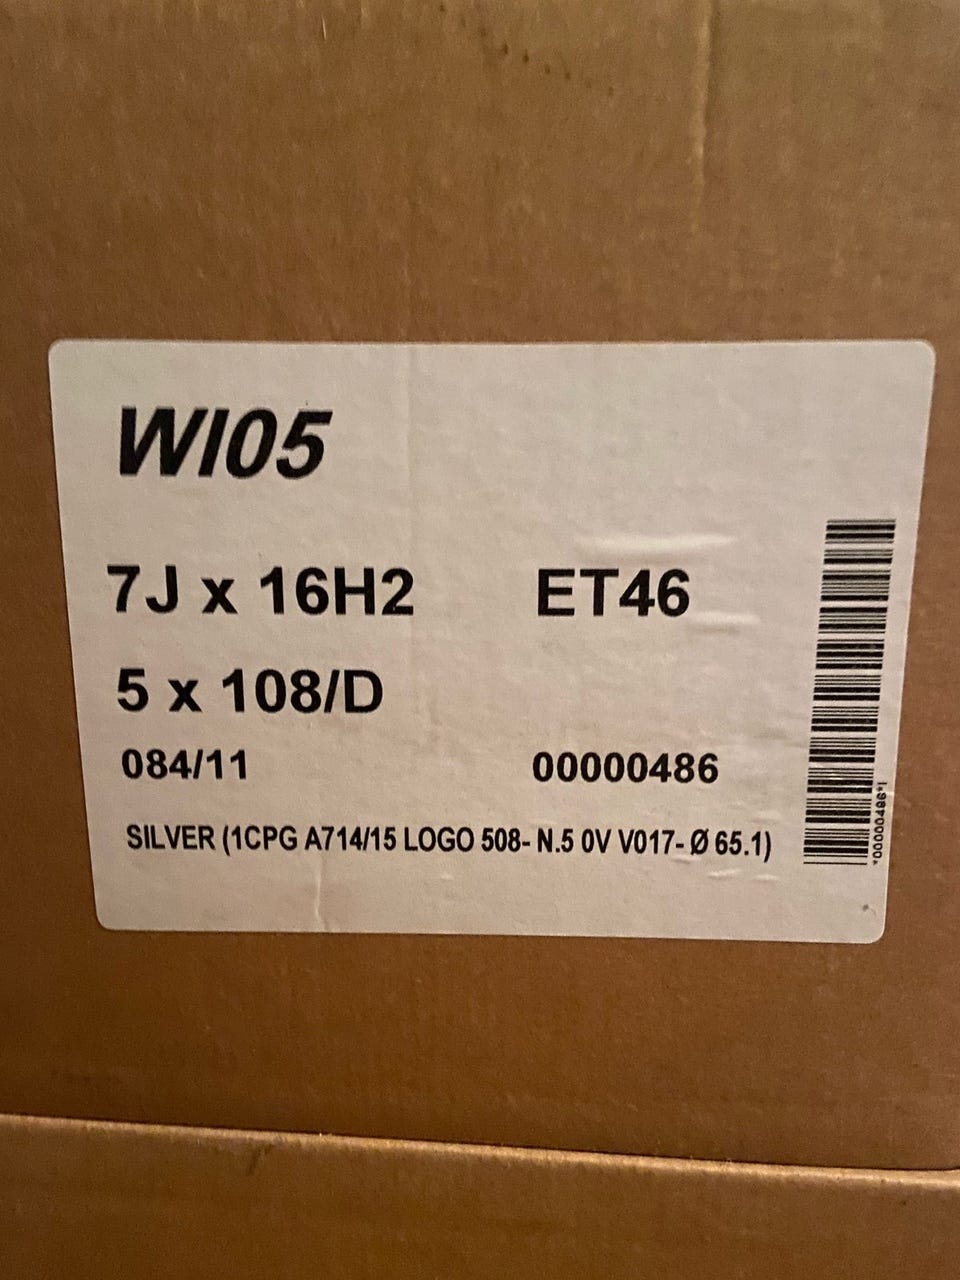 WI05
7J x 16H2 ET46
5 x 108/D
084/11 00000486
SILVER (1CPG A714/15 LOGO 508- N.5 0V V017- Ø 65.1)